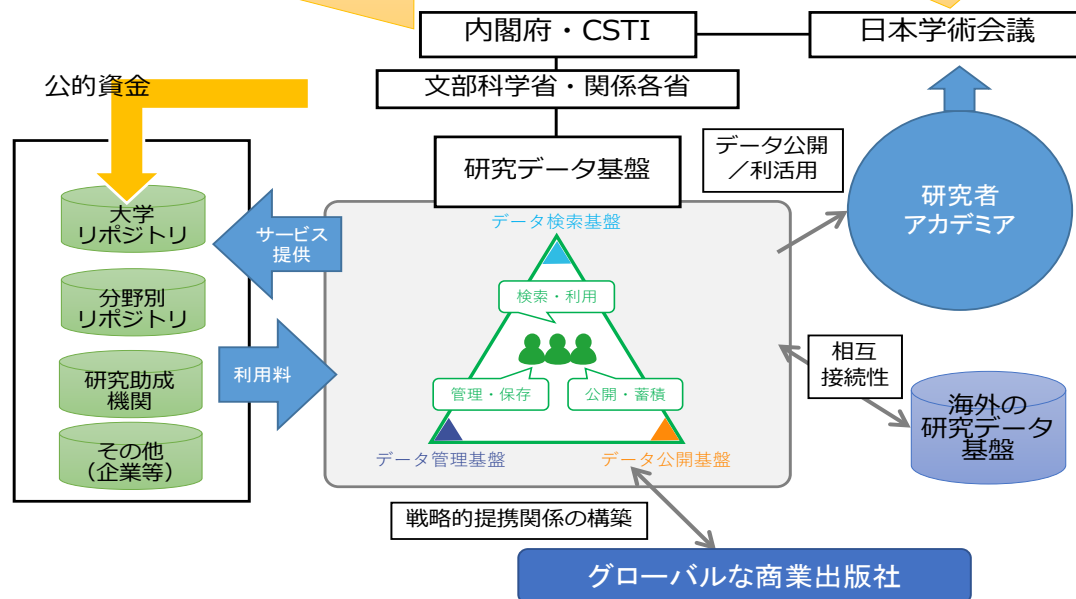 内閣府・CSTI
日本学術会議
公的資金
文部科学省・関係各省
研究データ基盤
データ公開
／利活用
研究者
アカデミア
大学
リポジトリ
サービス
提供
データ検索基盤
検索・利用
分野別
リポジトリ
利用料
相互
接続性
研究助成
機関
管理・保存
公開・蓄積
海外の
研究データ
基盤
その他
（企業等）
データ管理基盤
データ公開基盤
戦略的提携関係の構築
グローバルな商業出版社